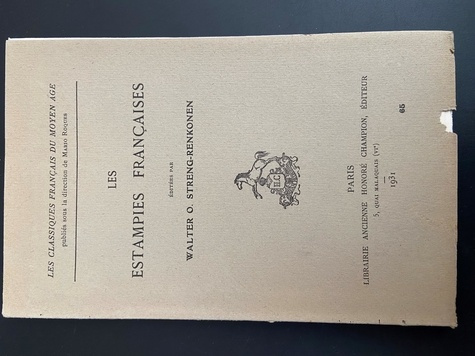 LES CLASSIQUES FRANÇAIS DU MOYEN AGE
publiés sous la direction de MARIO ROQUES
LES
ESTAMPIES FRANÇAISES
ÉDITÉES PAR
WALTER O. STRENG-RENKONEN
H. C
PARIS
LIBRAIRIE ANCIENNE HONORÉ CHAMPION, ÉDITEUR
5, QUAI MALAQUAIS (VIᵉ)
1931
65